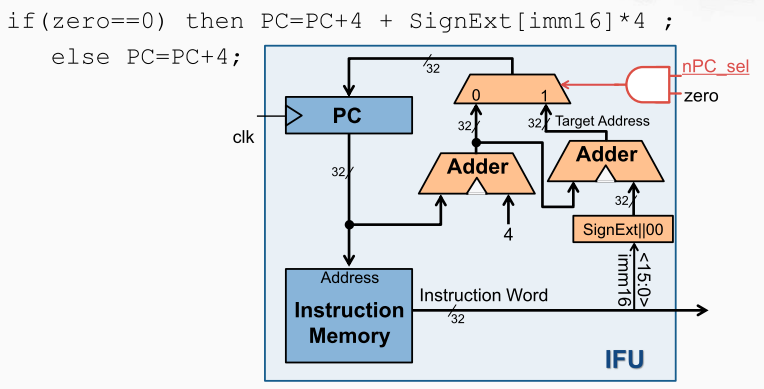 if(zero==0) then PC=PC+4 + SignExt[imm16]*4 ;
else PC=PC+4;
32
nPC_sel
zero
0 1
PC
clk
32
32
Target Address
Adder
Adder
32
32
4
SignExt||00
Address
Instruction
Memory
Instruction Word
32
<15:0>
imm16
IFU